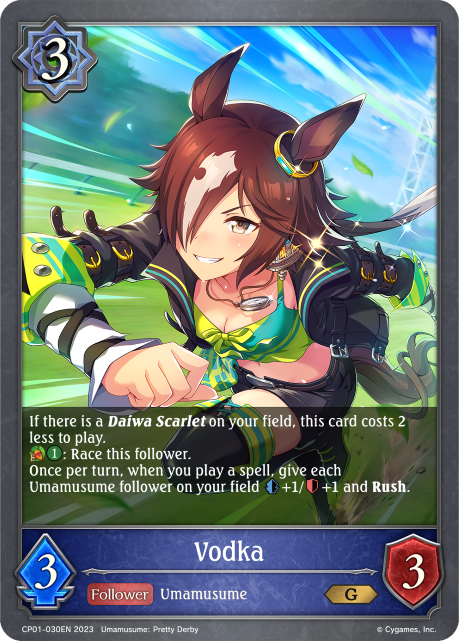 3
If there is a Daiwa Scarlet on your field, this card costs 2
less to play.
1: Race this follower.
Once per turn, when you play a spell, give each
Umamusume follower on your field +1/ +1 and Rush.
Vodka
3
Follower Umamusume
G
3
CP01-030EN 2023 Umamusume: Pretty Derby
© Cygames, Inc.